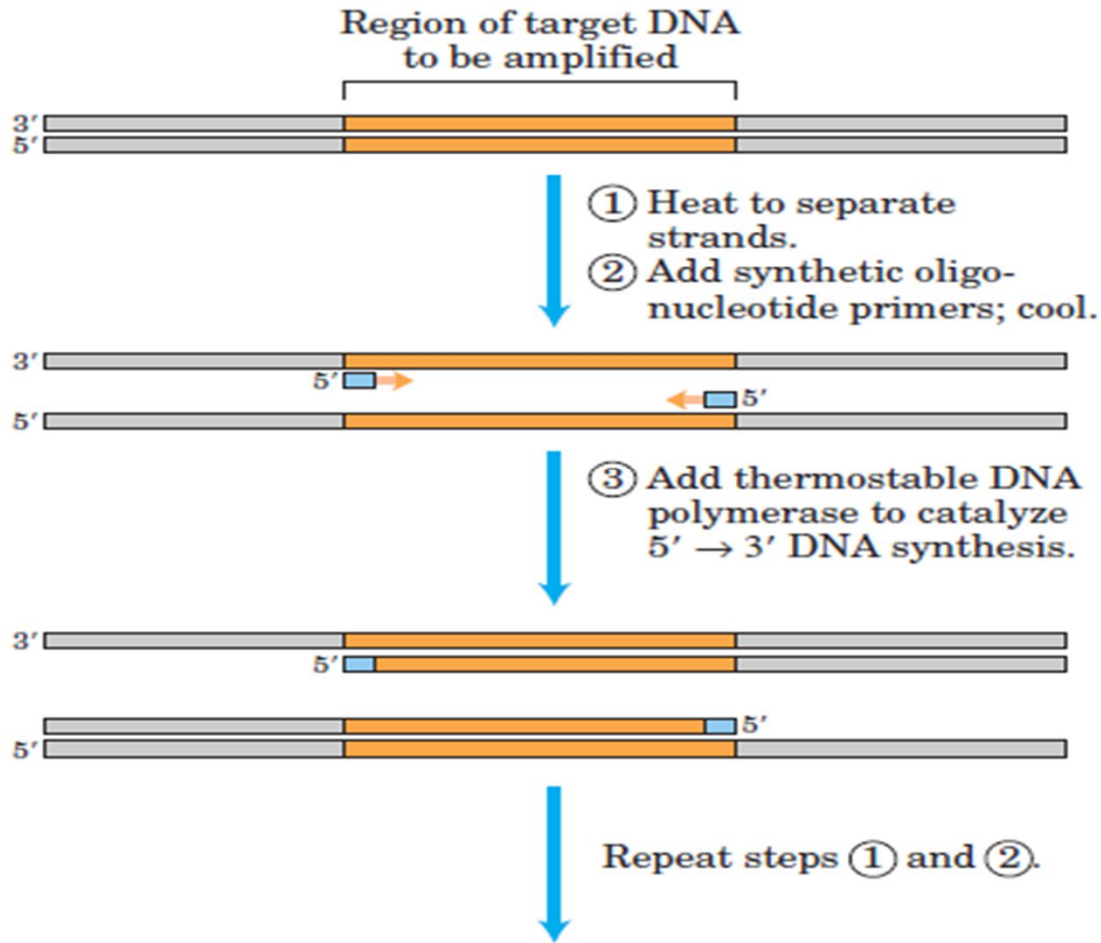 Region of target DNA
to be amplified
3′
5′
① Heat to separate
strands.
② Add synthetic oligo-
nucleotide primers; cool.
3′
5′
5′
5′
③ Add thermostable DNA
polymerase to catalyze
5′ → 3′ DNA synthesis.
3′
5′
5′
5′
Repeat steps ① and ②.